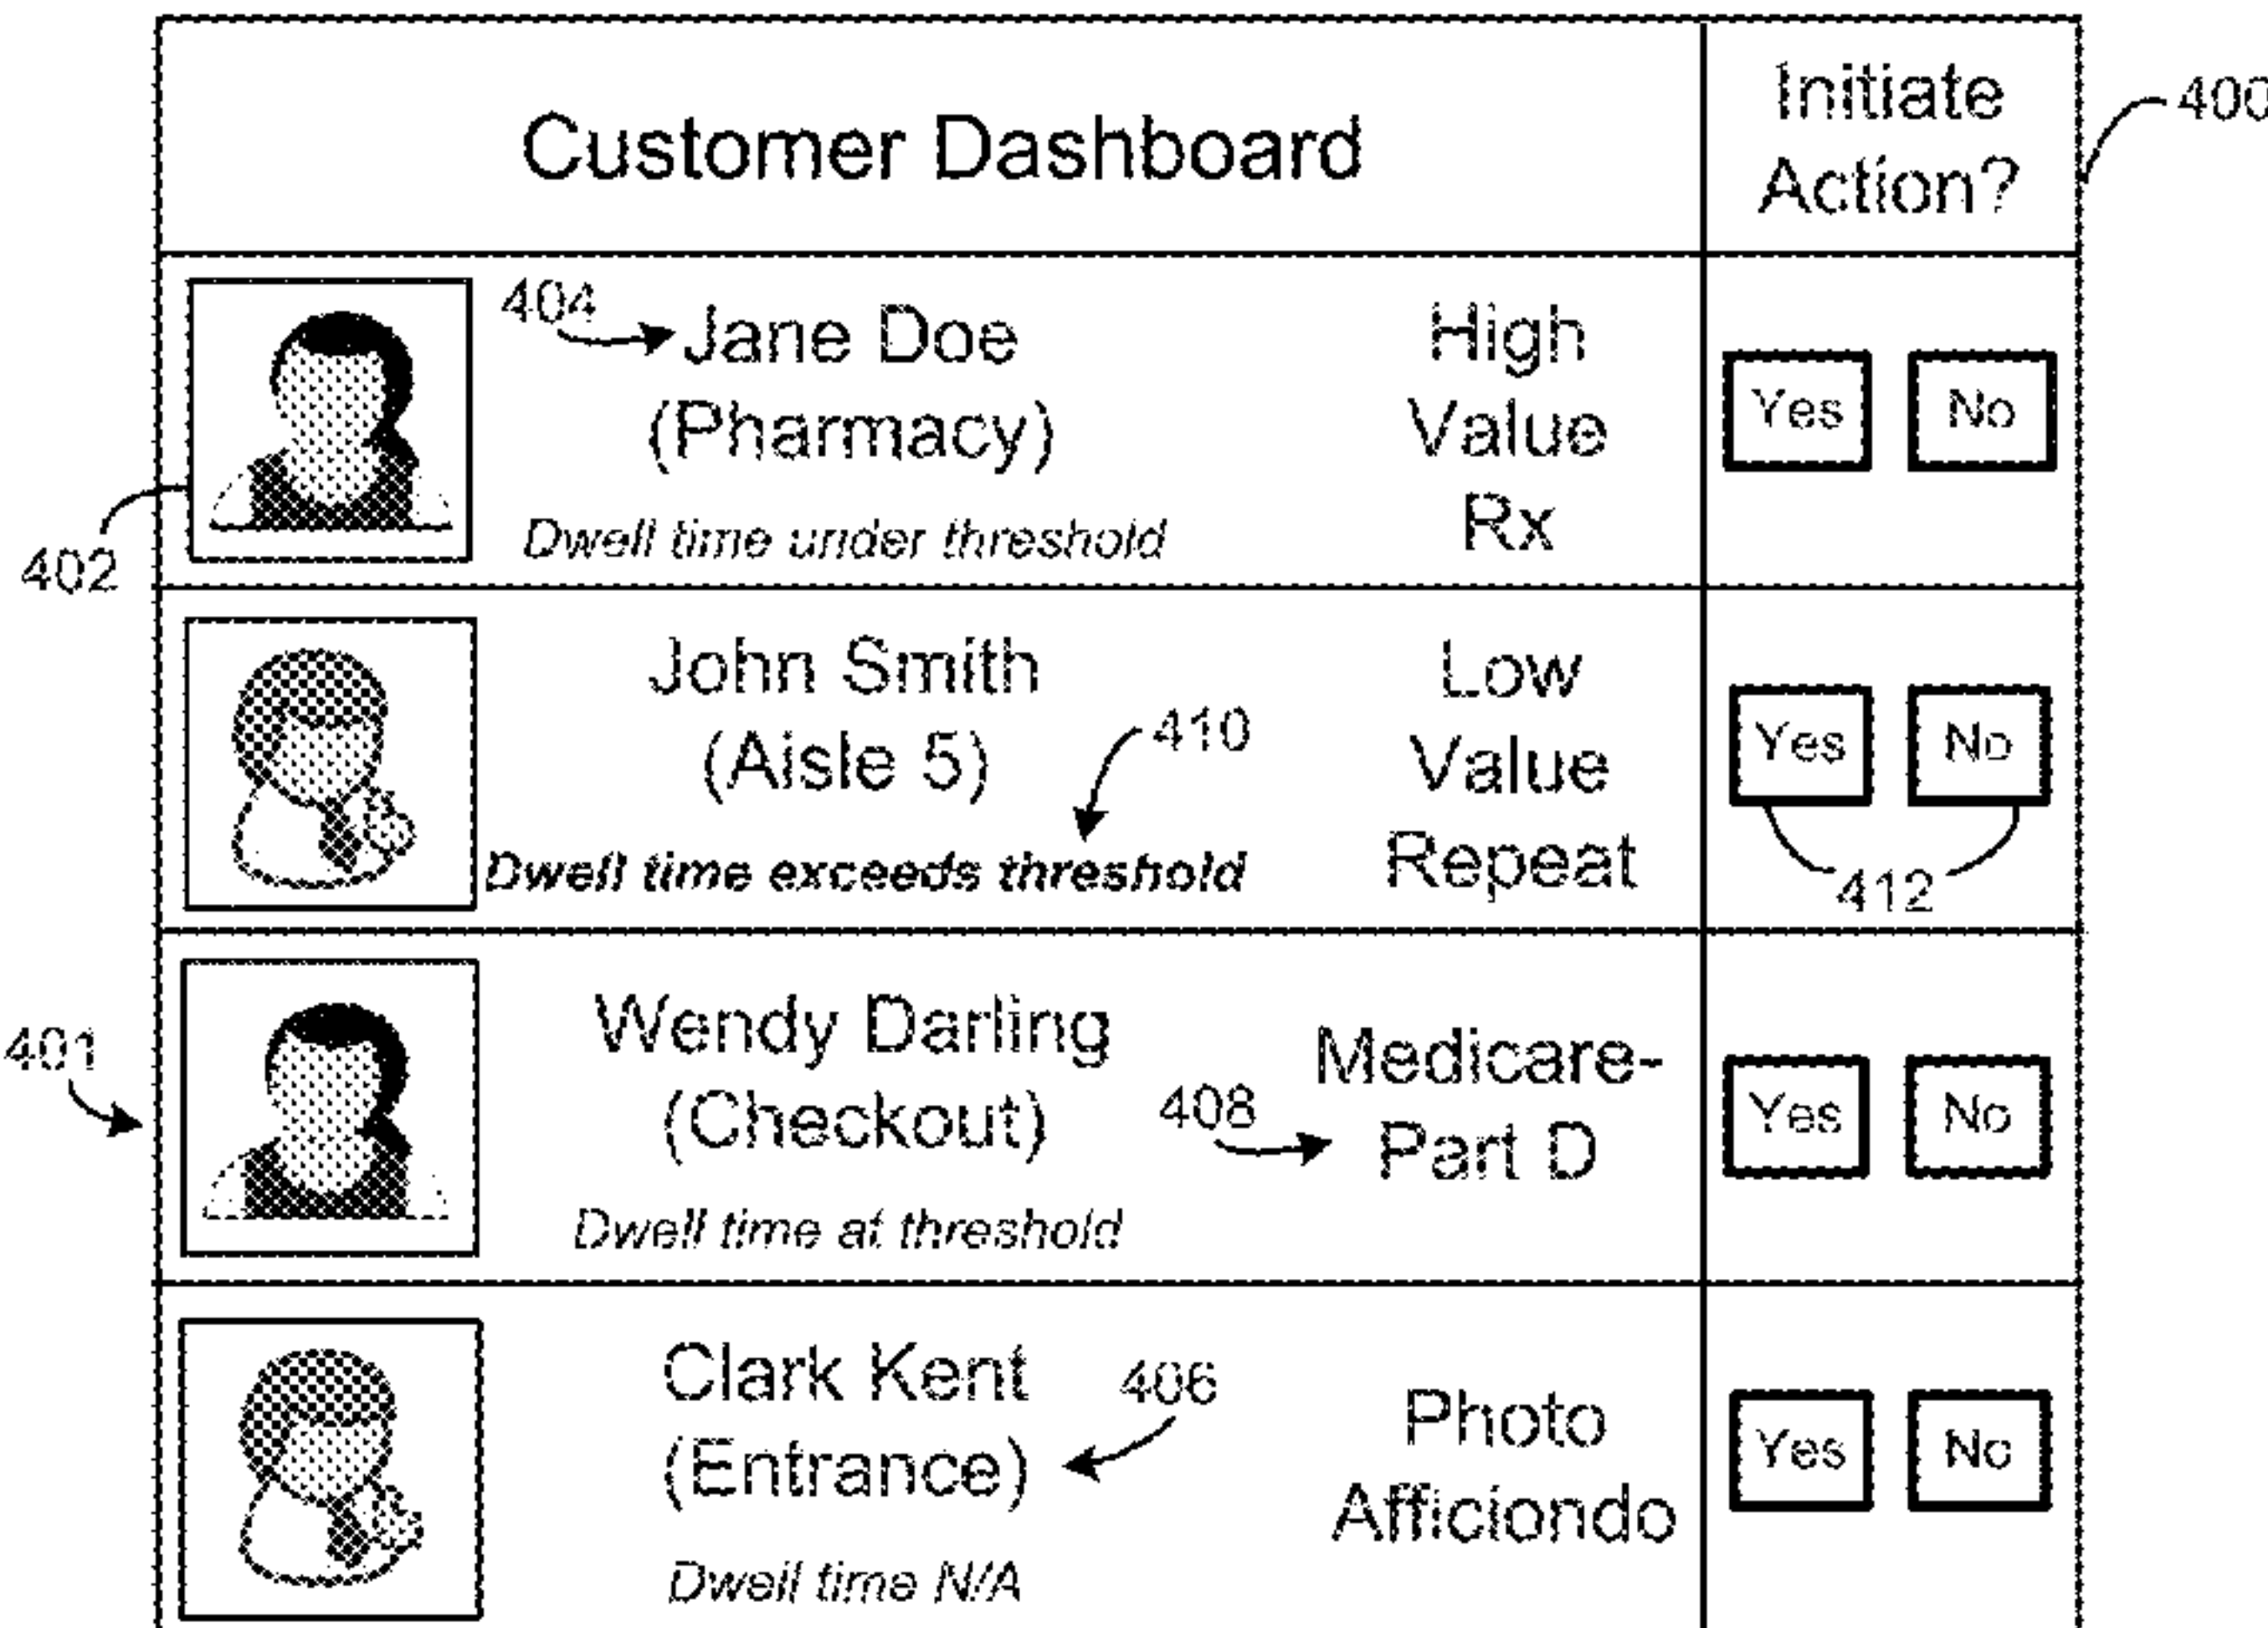 Customer Dashboard
Initiate
Action?
400
404
Jane Doe
(Pharmacy)
Dwell time under threshold
High
Value
Rx
Yes
No
402
John Smith
(Aisle 5)
410
Dwell time exceeds threshold
Low
Value
Repeat
Yes
No
412
401
Wendy Darling
(Checkout)
408
Dwell time at threshold
Medicare-
Part D
Yes
No
Clark Kent
(Entrance)
406
Dwell time N/A
Photo
Afficiondo
Yes
No